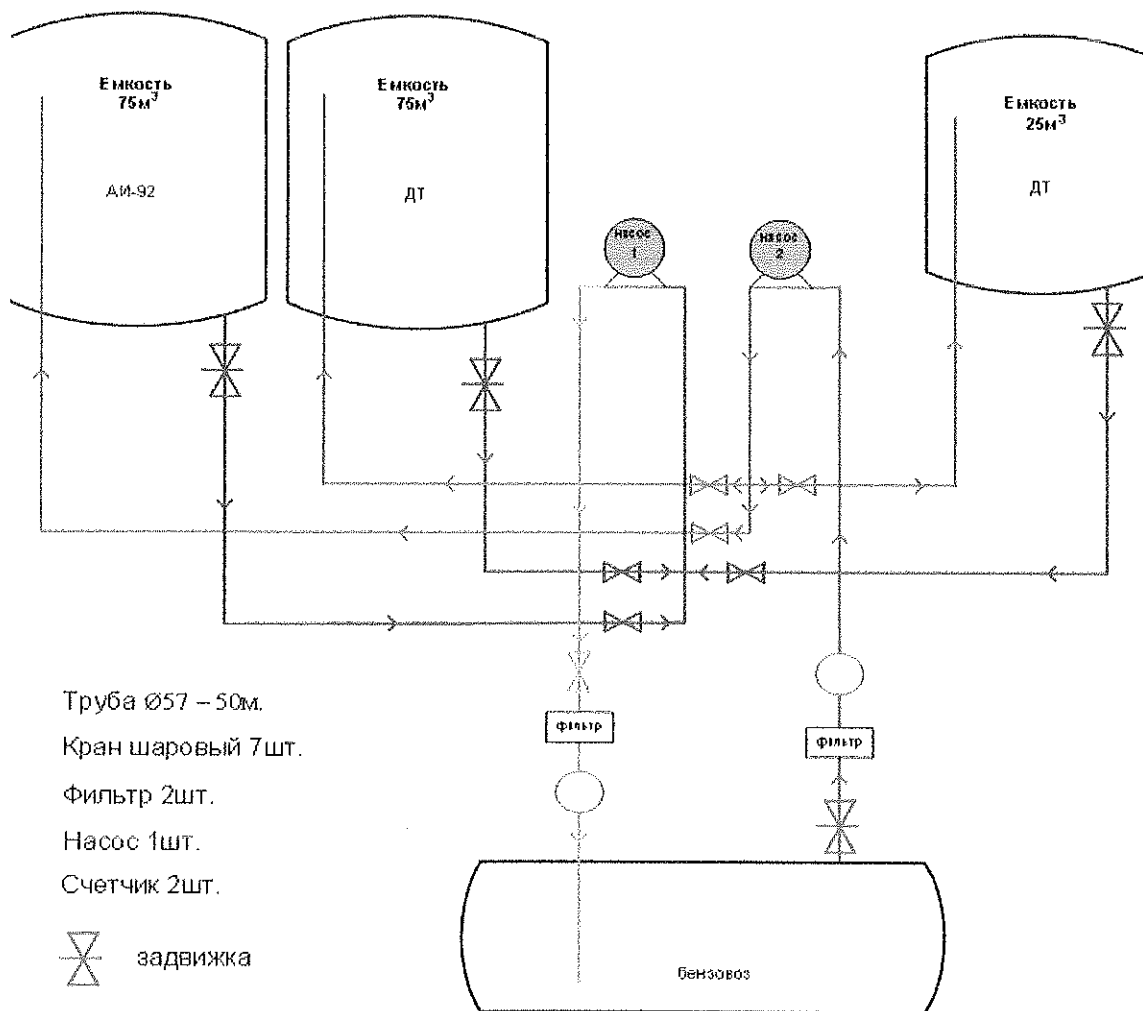 Емкость
75м³
АИ-92
Емкость
75м³
ДТ
Емкость
25м³
ДТ
насос
1
насос
2
фильтр
фильтр
Труба Ø57 – 50м.
Кран шаровый 7шт.
Фильтр 2шт.
Насос 1шт.
Счетчик 2шт.
задвижка
бензовоз